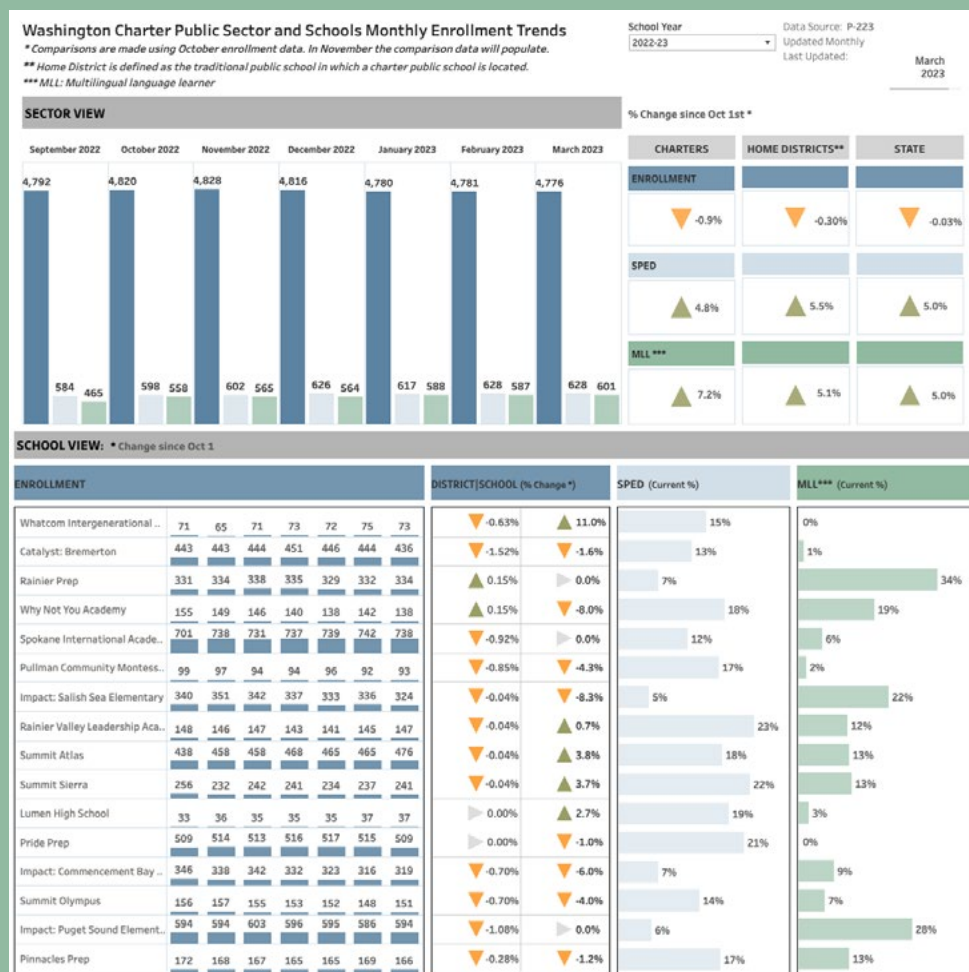 Washington Charter Public Sector and Schools Monthly Enrollment Trends
* Comparisons are made using October enrollment data. In November the comparison data will populate.
** Home District is defined as the traditional public school in which a charter public school is located.
*** MLL: Multilingual language learner
School Year
2022-23
Data Source: P-223
Updated Monthly
Last Updated:
March
2023
SECTOR VIEW
% Change since Oct 1st *
September 2022 October 2022 November 2022 December 2022 January 2023 February 2023 March 2023
4,792 4,820 4,828 4,816 4,780 4,781 4,776
584 465 598 558 602 565 626 564 617 588 628 587 628 601
CHARTERS HOME DISTRICTS** STATE
ENROLLMENT
-0.9% -0.30% -0.03%
SPED
4.8% 5.5% 5.0%
MLL ***
7.2% 5.1% 5.0%
SCHOOL VIEW: * Change since Oct 1
ENROLLMENT DISTRICT|SCHOOL (% Change *) SPED (Current %) MLL*** (Current %)
Whatcom Intergenerational .. 71 65 71 73 72 75 73 -0.63% 11.0% 15% 0%
Catalyst: Bremerton 443 443 444 451 446 444 436 -1.52% -1.6% 13% 1%
Rainier Prep 331 334 338 335 329 332 334 0.15% 0.0% 7% 34%
Why Not You Academy 155 149 146 140 138 142 138 0.15% -8.0% 18% 19%
Spokane International Acade.. 701 738 731 737 739 742 738 -0.92% 0.0% 12% 6%
Pullman Community Montess.. 99 97 94 94 96 92 93 -0.85% -4.3% 17% 2%
Impact: Salish Sea Elementary 340 351 342 337 333 336 324 -0.04% -8.3% 5% 22%
Rainier Valley Leadership Aca.. 148 146 147 143 141 145 147 -0.04% 0.7% 23% 12%
Summit Atlas 438 458 458 468 465 465 476 -0.04% 3.8% 18% 13%
Summit Sierra 256 232 242 241 234 237 241 -0.04% 3.7% 22% 13%
Lumen High School 33 36 35 35 35 37 37 0.00% 2.7% 19% 3%
Pride Prep 509 514 513 516 517 515 509 0.00% -1.0% 21% 0%
Impact: Commencement Bay .. 346 338 342 332 323 316 319 -0.70% -6.0% 7% 9%
Summit Olympus 156 157 155 153 152 148 151 -0.70% -4.0% 14% 7%
Impact: Puget Sound Element.. 594 594 603 596 595 586 594 -1.08% 0.0% 6% 28%
Pinnacles Prep 172 168 167 165 165 169 166 -0.28% -1.2% 17% 13%